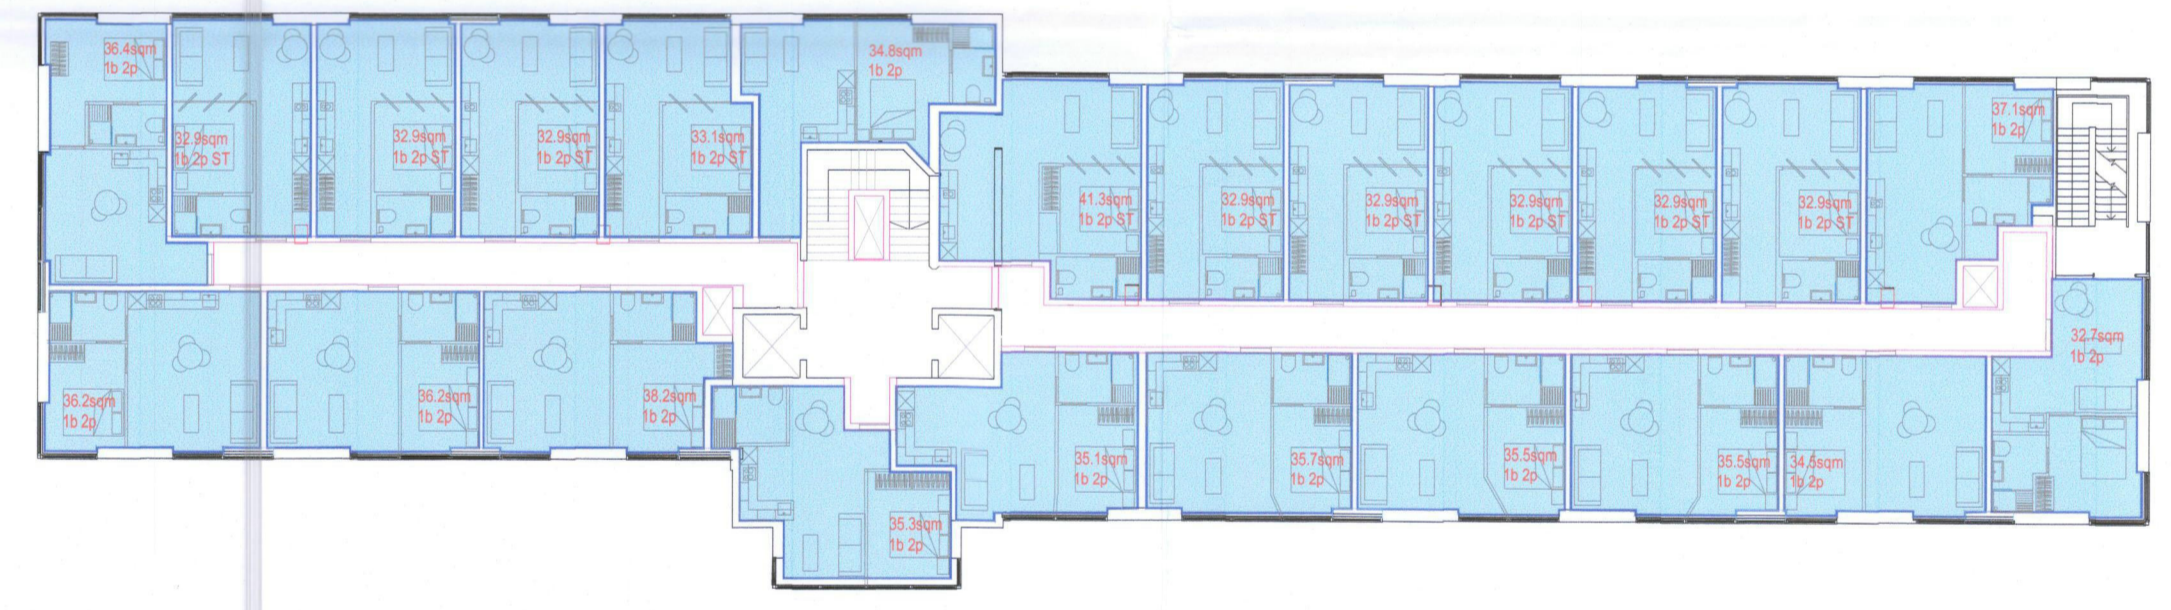 36.4sqm
1b 2p
32.9sqm
1b 2p ST
32.9sqm
1b 2p ST
32.9sqm
1b 2p ST
33.1sqm
1b 2p ST
34.8sqm
1b 2p
41.3sqm
1b 2p ST
32.9sqm
1b 2p ST
32.9sqm
1b 2p ST
32.9sqm
1b 2p ST
32.9sqm
1b 2p ST
32.9sqm
1b 2p ST
37.1sqm
1b 2p
36.2sqm
1b 2p
36.2sqm
1b 2p
38.2sqm
1b 2p
35.3sqm
1b 2p
35.1sqm
1b 2p
35.7sqm
1b 2p
35.5sqm
1b 2p
35.5sqm
1b 2p
34.5sqm
1b 2p
32.7sqm
1b 2p